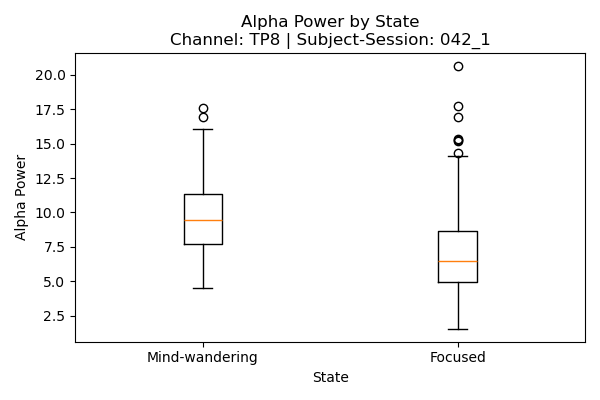 Alpha Power by State
Channel: TP8 | Subject-Session: 042_1
20.0
17.5
15.0
12.5
10.0
7.5
5.0
2.5
Alpha Power
Mind-wandering
Focused
State